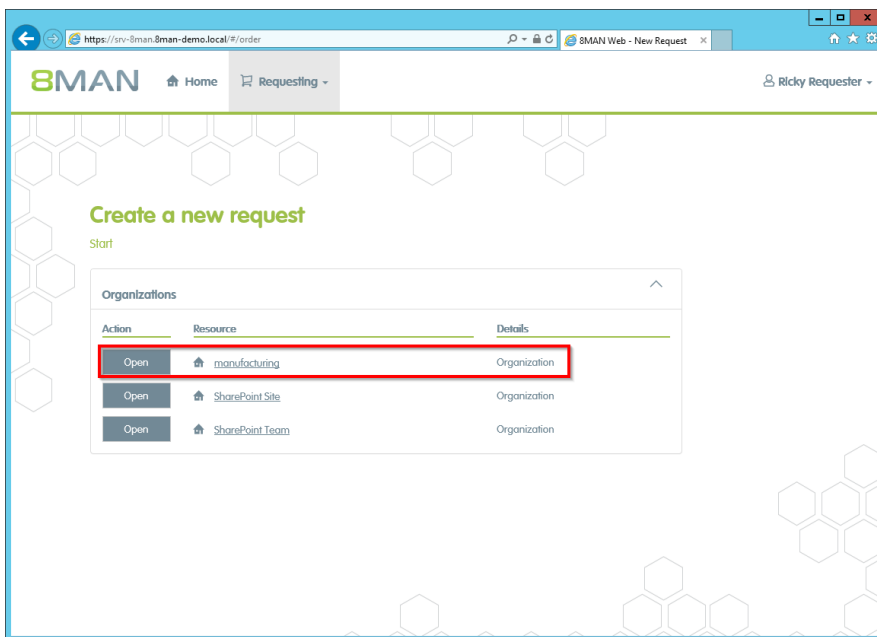 https://srv-8man.8man-demo.local/#/order
8MAN Web - New Request
8MAN
Home
Requesting
Ricky Requester
Create a new request
Start
Organizations
Action Resource Details
Open manufacturing Organization
Open SharePoint Site Organization
Open SharePoint Team Organization